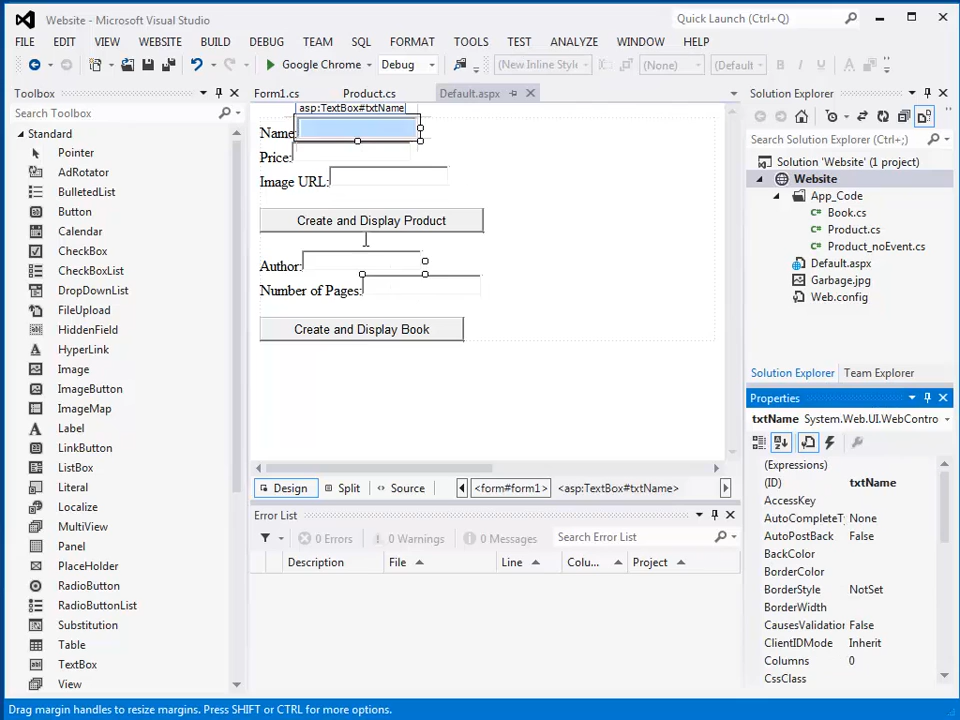 Website - Microsoft Visual Studio
Quick Launch (Ctrl+Q)
FILE EDIT VIEW WEBSITE BUILD DEBUG TEAM SQL FORMAT TOOLS TEST ANALYZE WINDOW HELP
Google Chrome Debug (New Inline Style) (None) (Default B I
Toolbox
Search Toolbox
Standard
Pointer
AdRotator
BulletedList
Button
Calendar
CheckBox
CheckBoxList
DropDownList
FileUpload
HiddenField
HyperLink
Image
ImageButton
ImageMap
Label
LinkButton
ListBox
Literal
Localize
MultiView
Panel
PlaceHolder
RadioButton
RadioButtonList
Substitution
Table
TextBox
View
Form1.cs Product.cs Default.aspx
asp:TextBox#txtName
Name
Price:
Image URL:
Create and Display Product
Author:
Number of Pages:
Create and Display Book
Design Split Source <form#form1> <asp:TextBox#txtName>
Error List
0 Errors 0 Warnings 0 Messages Search Error List
Description File Line Colu... Project
Solution Explorer
Search Solution Explorer (Ctrl+;)
Solution 'Website' (1 project)
Website
App_Code
Book.cs
Product.cs
Product_noEvent.cs
Default.aspx
Garbage.jpg
Web.config
Solution Explorer Team Explorer
Properties
txtName System.Web.UI.WebContro
(Expressions)
(ID) txtName
AccessKey
AutoCompleteTy None
AutoPostBack False
BackColor
BorderColor
BorderStyle NotSet
BorderWidth
CausesValidation False
ClientIDMode Inherit
Columns 0
CssClass
Drag margin handles to resize margins. Press SHIFT or CTRL for more options.